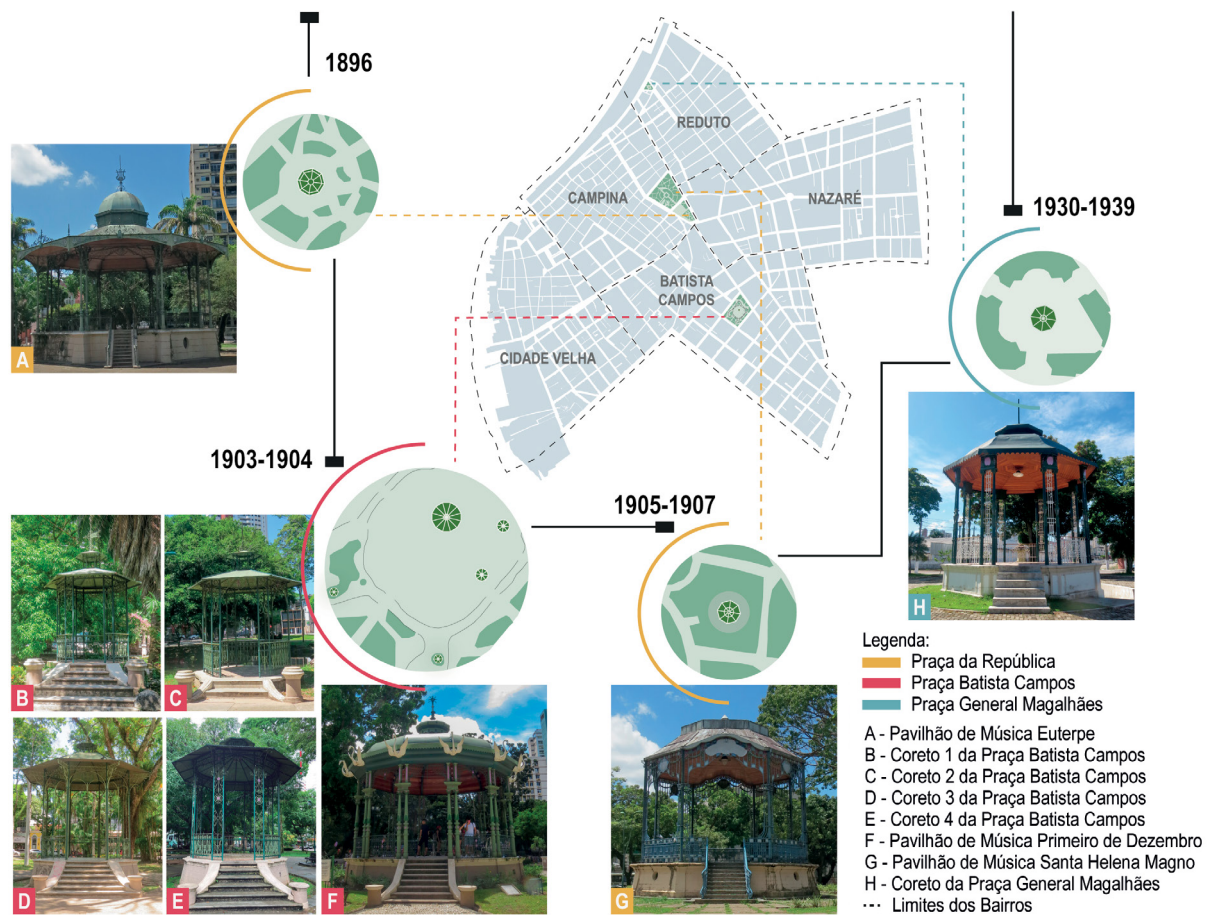 1896
REDUTO
CAMPINA
NAZARÉ
1930-1939
A
BATISTA
CAMPOS
CIDADE VELHA
1903-1904
1905-1907
B
C
H
D
E
F
G
Legenda:
Praça da República
Praça Batista Campos
Praça General Magalhães
A - Pavilhão de Música Euterpe
B - Coreto 1 da Praça Batista Campos
C - Coreto 2 da Praça Batista Campos
D - Coreto 3 da Praça Batista Campos
E - Coreto 4 da Praça Batista Campos
F - Pavilhão de Música Primeiro de Dezembro
G - Pavilhão de Música Santa Helena Magno
H - Coreto da Praça General Magalhães
Limites dos Bairros